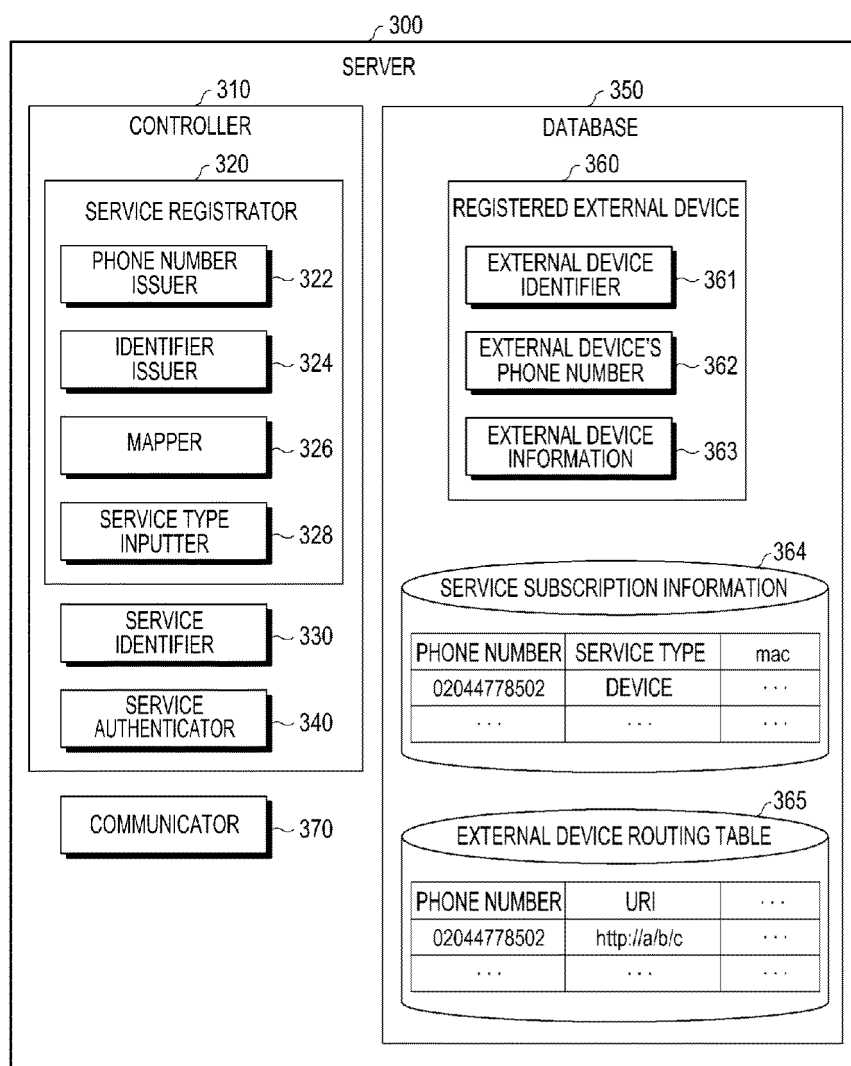 300
SERVER
310
CONTROLLER
320
SERVICE REGISTRATOR
PHONE NUMBER
ISSUER
322
IDENTIFIER
ISSUER
324
MAPPER
326
SERVICE TYPE
INPUTTER
328
SERVICE
IDENTIFIER
330
SERVICE
AUTHENTICATOR
340
COMMUNICATOR
370
350
DATABASE
360
REGISTERED EXTERNAL DEVICE
EXTERNAL DEVICE
IDENTIFIER
361
EXTERNAL DEVICE'S
PHONE NUMBER
362
EXTERNAL DEVICE
INFORMATION
363
364
SERVICE SUBSCRIPTION INFORMATION
PHONE NUMBER SERVICE TYPE mac
02044778502 DEVICE ...
... ... ...
365
EXTERNAL DEVICE ROUTING TABLE
PHONE NUMBER URI ...
02044778502 http://a/b/c ...
... ... ...